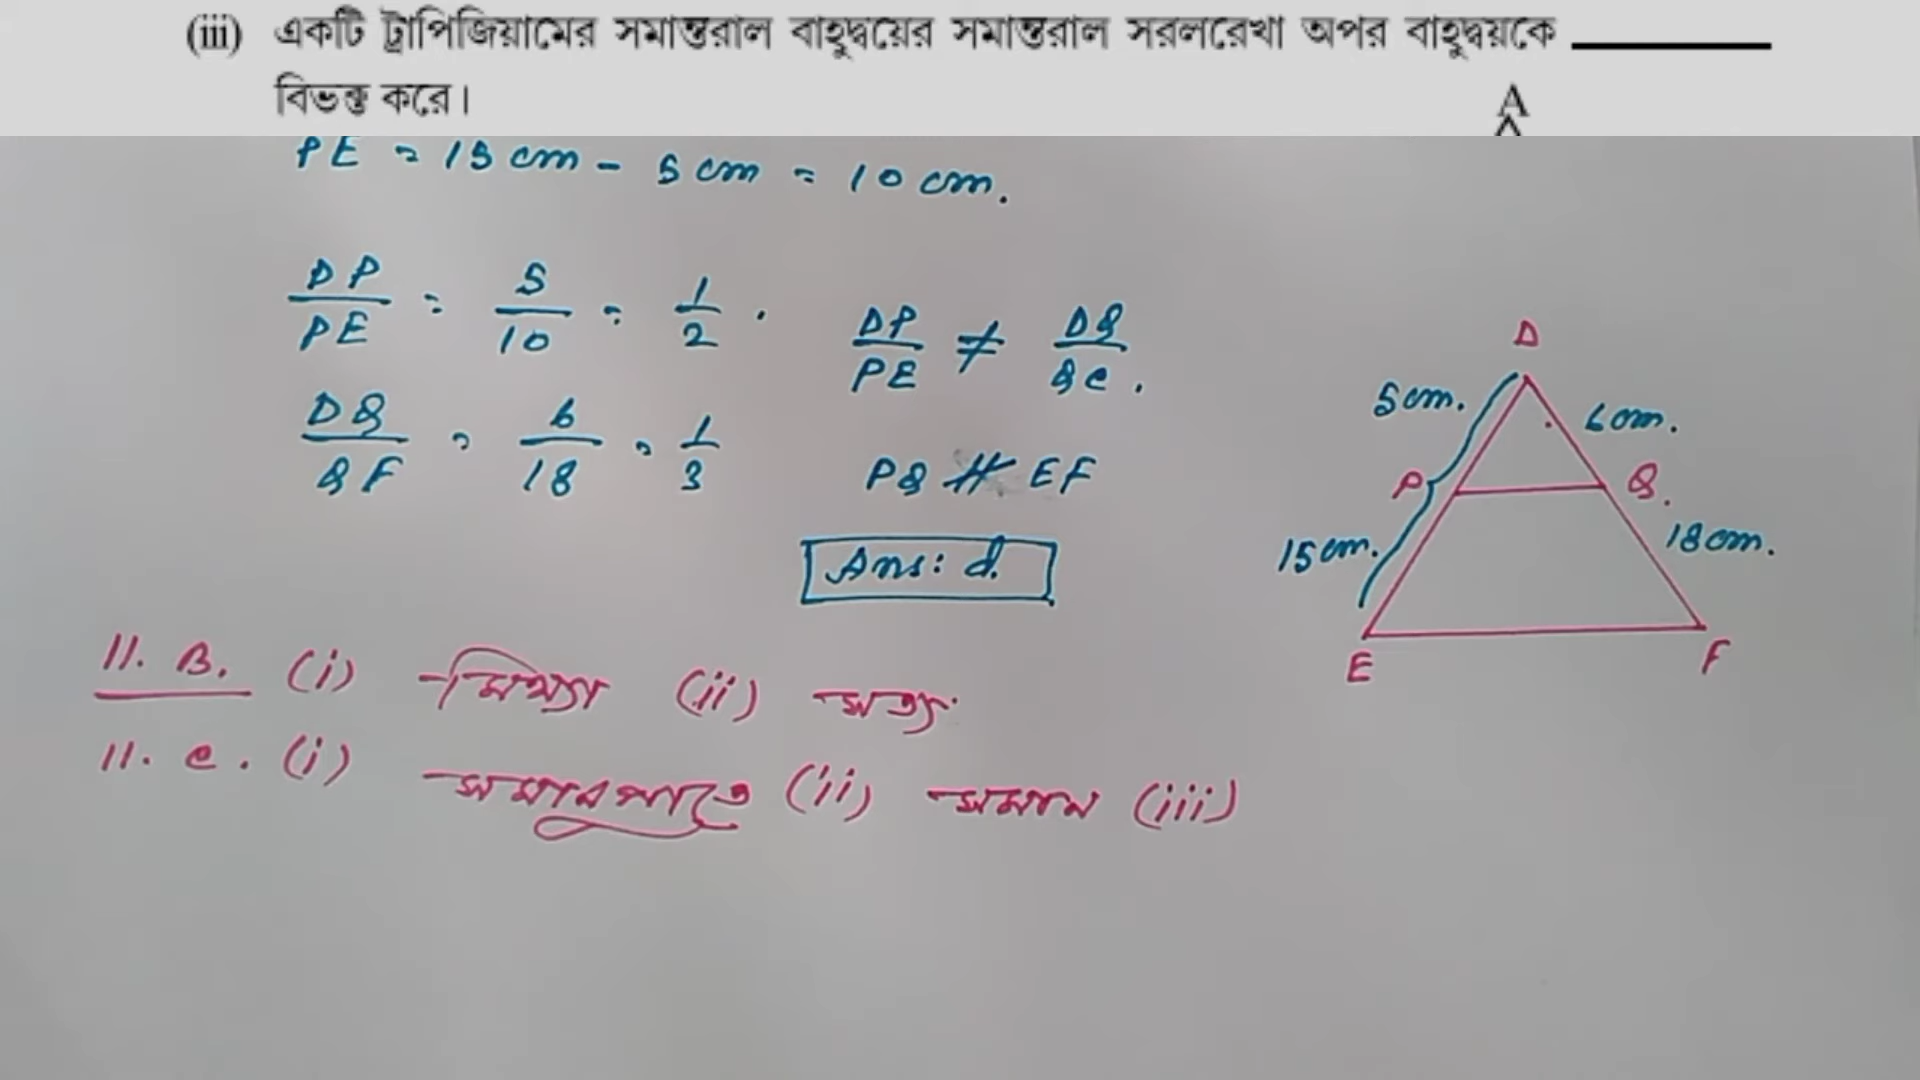 (iii) একটি ট্রাপিজিয়ামের সমান্তরাল বাহুদ্বয়ের সমান্তরাল সরলরেখা অপর বাহুদ্বয়কে ______
বিভক্ত করে।
A
PE = 15 cm - 5 cm = 10 cm.
DP/PE = 5/10 = 1/2 . DP/PE ≠ DQ/QC .
DQ/QF = 6/18 = 1/3 PQ ∦ EF
Ans: d.
D
5cm. 6cm.
P Q.
15cm. 18cm.
E F
11. B. (i) মিথ্যা (ii) সত্য
11. C. (i) সমানুপাতে (ii) সমান (iii)